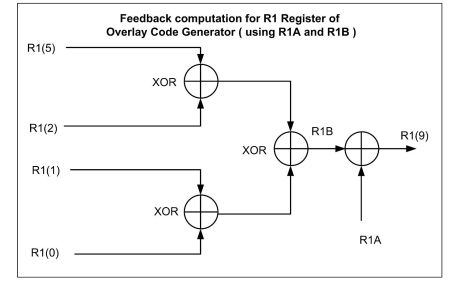 Feedback computation for R1 Register of
Overlay Code Generator ( using R1A and R1B )
R1(5)
XOR
R1(2)
R1B
R1(9)
XOR
R1(1)
XOR
R1A
R1(0)